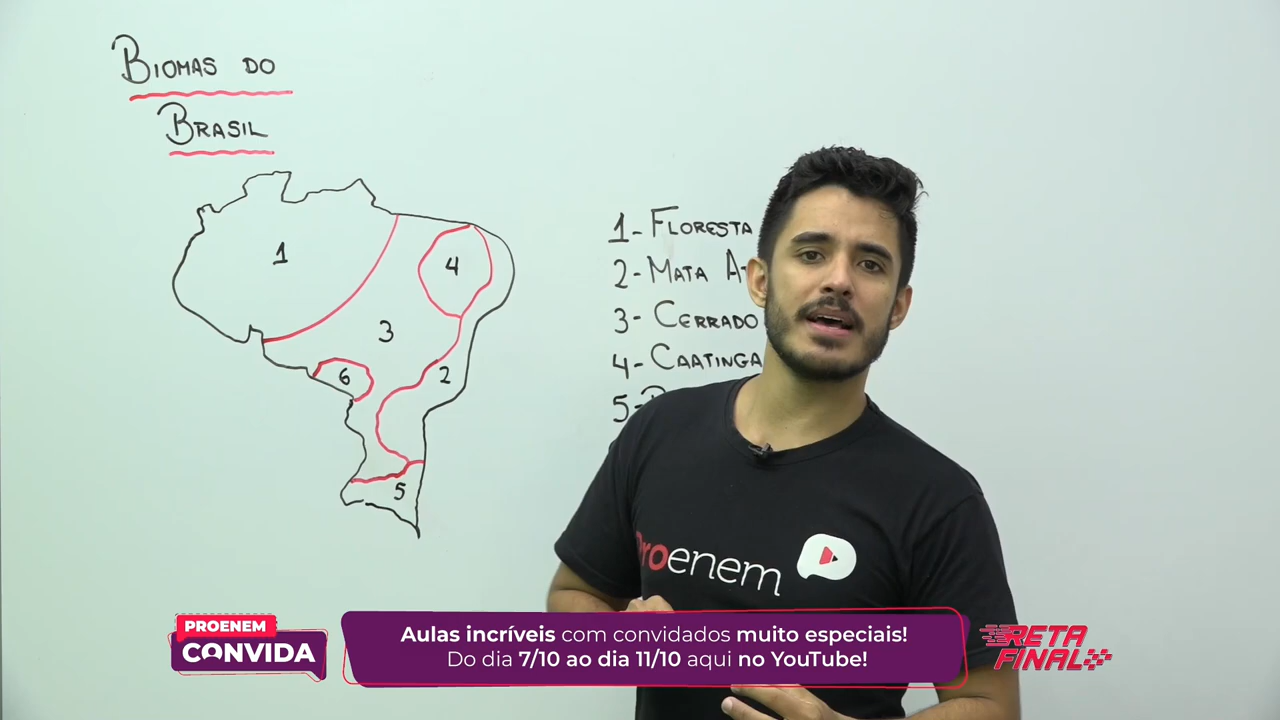 BIOMAS DO
BRASIL
1
4
3
6
2
5
1- FLORESTA
2- MATA
3- CERRADO
4- CAATINGA
5-
Proenem
PROENEM
CONVIDA
Aulas incríveis com convidados muito especiais!
Do dia 7/10 ao dia 11/10 aqui no YouTube!
RETA
FINAL